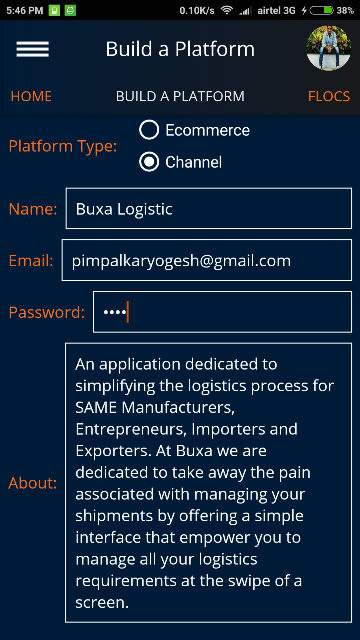 5:46 PM 0.10K/s airtel 3G 38%
Build a Platform
HOME BUILD A PLATFORM FLOCS
Platform Type:
Ecommerce
Channel
Name: Buxa Logistic
Email: pimpalkaryogesh@gmail.com
Password: ••••
About:
An application dedicated to
simplifying the logistics process for
SAME Manufacturers,
Entrepreneurs, Importers and
Exporters. At Buxa we are
dedicated to take away the pain
associated with managing your
shipments by offering a simple
interface that empower you to
manage all your logistics
requirements at the swipe of a
screen.